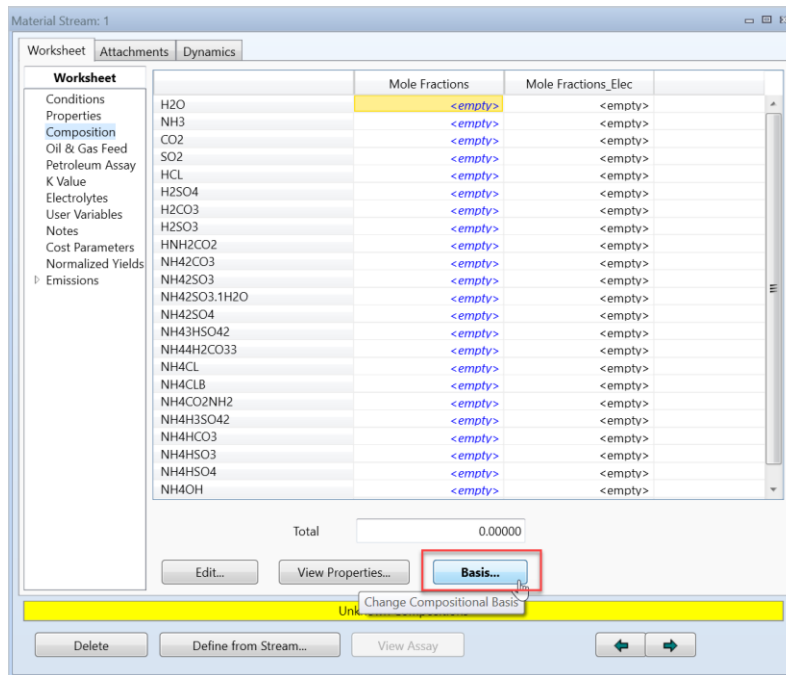 Material Stream: 1
Worksheet Attachments Dynamics
Worksheet
Conditions
Properties
Composition
Oil & Gas Feed
Petroleum Assay
K Value
Electrolytes
User Variables
Notes
Cost Parameters
Normalized Yields
Emissions
Mole Fractions Mole Fractions_Elec
H2O <empty> <empty>
NH3 <empty> <empty>
CO2 <empty> <empty>
SO2 <empty> <empty>
HCL <empty> <empty>
H2SO4 <empty> <empty>
H2CO3 <empty> <empty>
H2SO3 <empty> <empty>
HNH2CO2 <empty> <empty>
NH42CO3 <empty> <empty>
NH42SO3 <empty> <empty>
NH42SO3.1H2O <empty> <empty>
NH42SO4 <empty> <empty>
NH43HSO42 <empty> <empty>
NH44H2CO33 <empty> <empty>
NH4CL <empty> <empty>
NH4CLB <empty> <empty>
NH4CO2NH2 <empty> <empty>
NH4H3SO42 <empty> <empty>
NH4HCO3 <empty> <empty>
NH4HSO3 <empty> <empty>
NH4HSO4 <empty> <empty>
NH4OH <empty> <empty>
Total 0.00000
Edit... View Properties... Basis...
Change Compositional Basis
Delete Define from Stream... View Assay